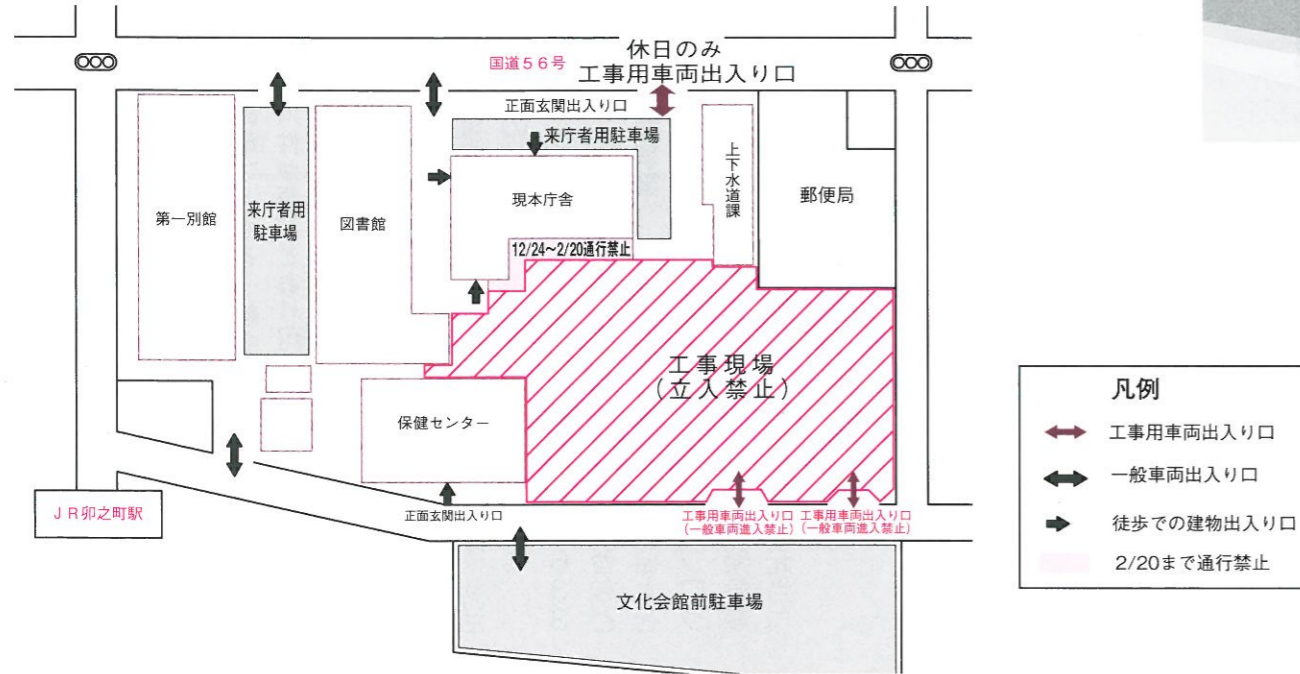 国道56号
休日のみ
工事用車両出入り口
正面玄関出入り口
来庁者用駐車場
上下水道課
郵便局
現本庁舎
第一別館
来庁者用
駐車場
図書館
12/24～2/20通行禁止
工事現場
（立入禁止）
保健センター
正面玄関出入り口
工事用車両出入り口
（一般車両進入禁止）
工事用車両出入り口
（一般車両進入禁止）
JR卯之町駅
文化会館前駐車場
凡例
工事用車両出入り口
一般車両出入り口
徒歩での建物出入り口
2/20まで通行禁止